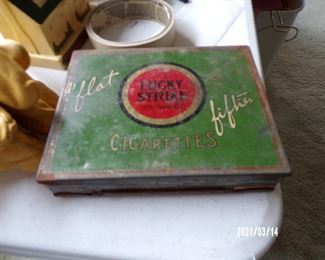 "flat
LUCKY
STRIKE
CIGARETTES
fifties
2021/03/14